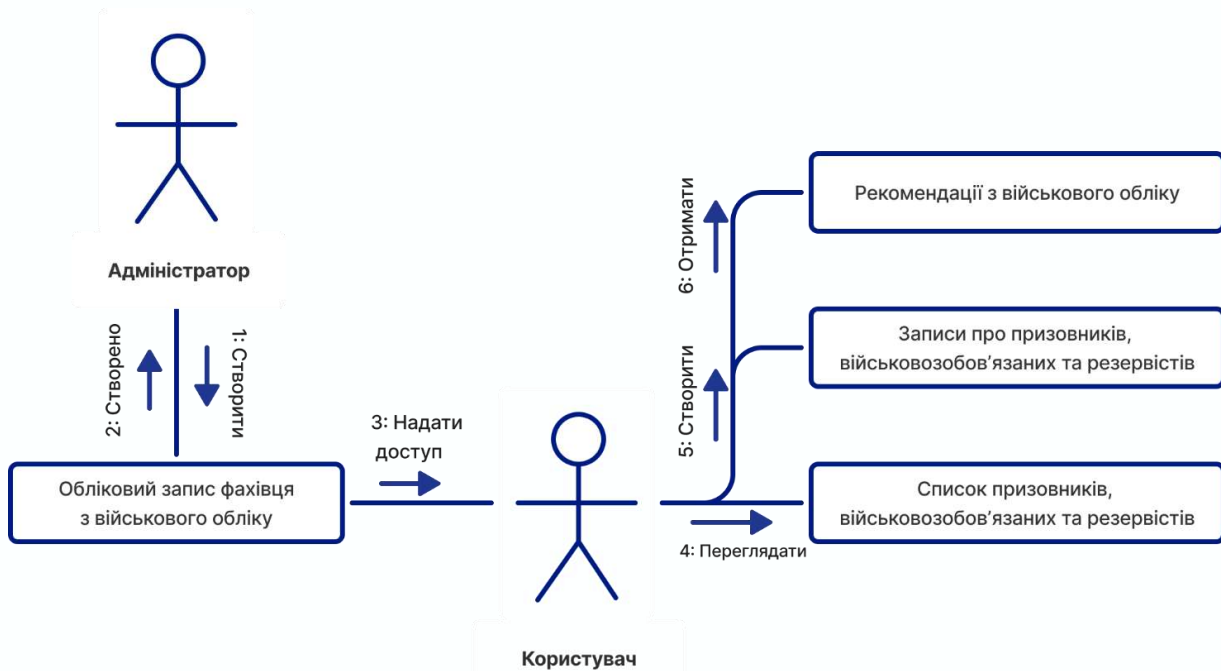 Адміністратор
2: Створено
1: Створити
Обліковий запис фахівця
з військового обліку
3: Надати
доступ
Користувач
6: Отримати
5: Створити
4: Переглядати
Рекомендації з військового обліку
Записи про призовників,
військовозобов’язаних та резервістів
Список призовників,
військовозобов’язаних та резервістів